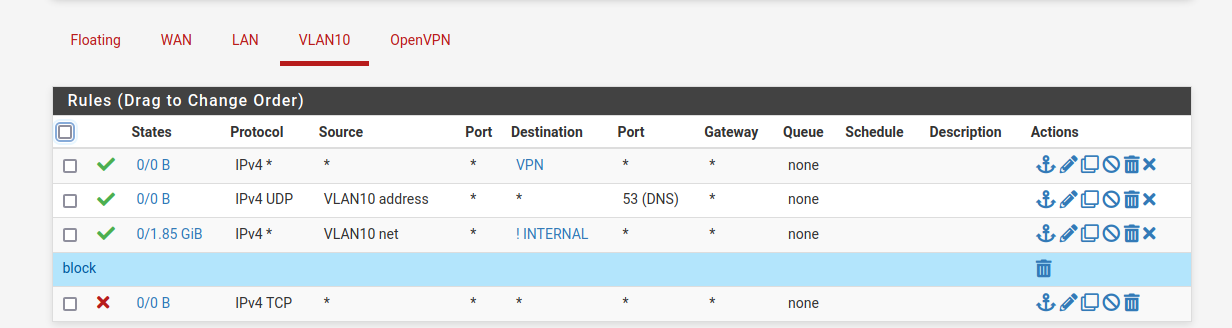 Floating WAN LAN VLAN10 OpenVPN
Rules (Drag to Change Order)
States Protocol Source Port Destination Port Gateway Queue Schedule Description Actions
0/0 B IPv4 * * * VPN * * none
0/0 B IPv4 UDP VLAN10 address * * 53 (DNS) * none
0/1.85 GiB IPv4 * VLAN10 net * ! INTERNAL * * none
block
0/0 B IPv4 TCP * * * * * none